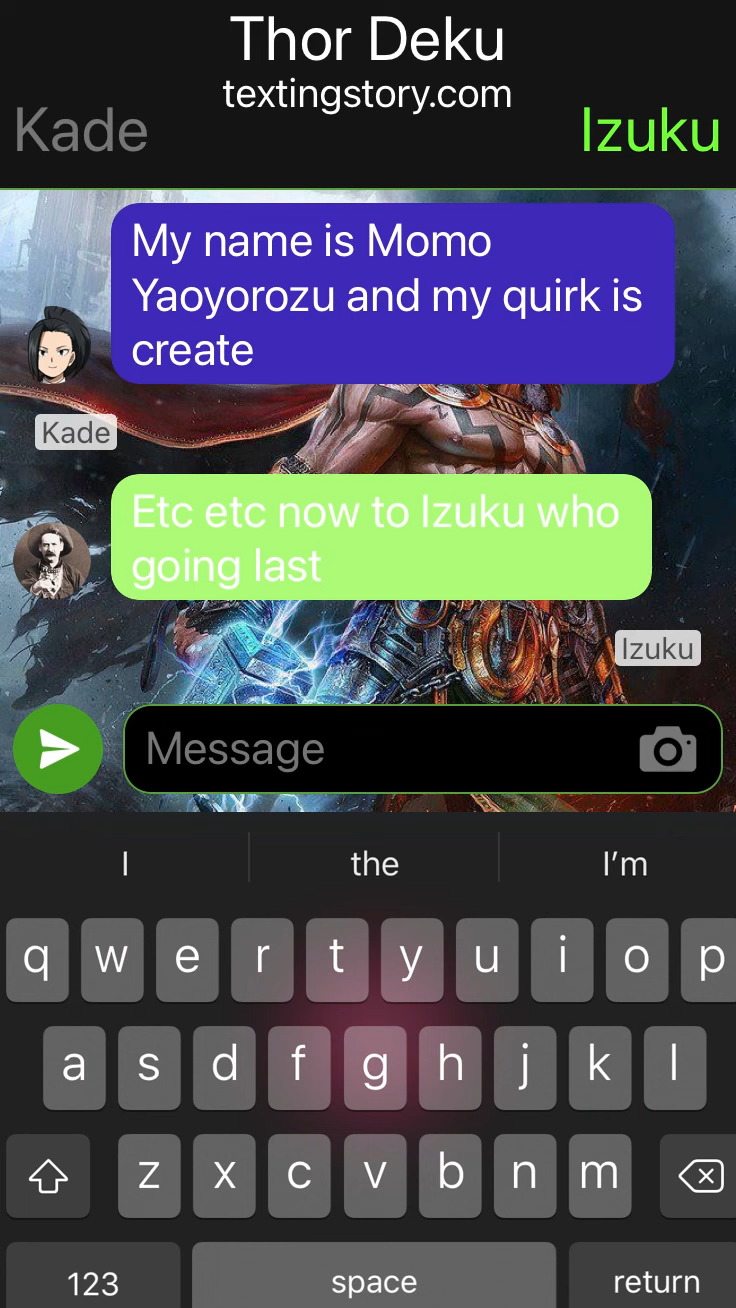 Thor Deku
textingstory.com
Kade
Izuku
My name is Momo
Yaoyorozu and my quirk is
create
Kade
Etc etc now to Izuku who
going last
Izuku
Message
I the I'm
q w e r t y u i o p
a s d f g h j k l
z x c v b n m
123 space return